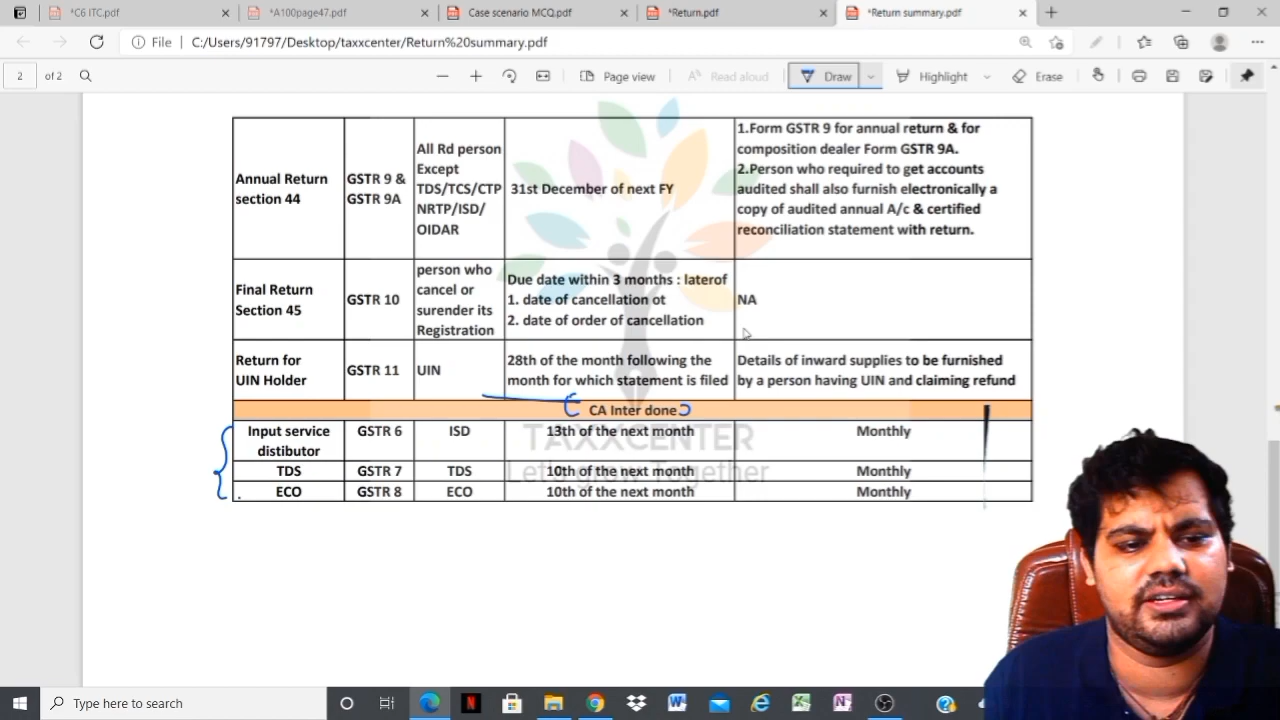 *C6 ITC.pdf
*A100page47.pdf
Case scenario MCQ.pdf
*Return.pdf
*Return summary.pdf
File
C:/Users/91797/Desktop/taxxcenter/Return%20summary.pdf
2
of 2
Page view
Read aloud
Draw
Highlight
Erase
Annual Return
section 44
GSTR 9 &
GSTR 9A
All Rd person
Except
TDS/TCS/CTP
NRTP/ISD/
OIDAR
31st December of next FY
1.Form GSTR 9 for annual return & for
composition dealer Form GSTR 9A.
2.Person who required to get accounts
audited shall also furnish electronically a
copy of audited annual A/c & certified
reconciliation statement with return.
Final Return
Section 45
GSTR 10
person who
cancel or
surender its
Registration
Due date within 3 months : laterof
1. date of cancellation ot
2. date of order of cancellation
NA
Return for
UIN Holder
GSTR 11
UIN
28th of the month following the
month for which statement is filed
Details of inward supplies to be furnished
by a person having UIN and claiming refund
CA Inter done
Input service
distibutor
GSTR 6
ISD
13th of the next month
Monthly
TDS
GSTR 7
TDS
10th of the next month
Monthly
ECO
GSTR 8
ECO
10th of the next month
Monthly
TAXXCENTER
Let's grow Together
Type here to search